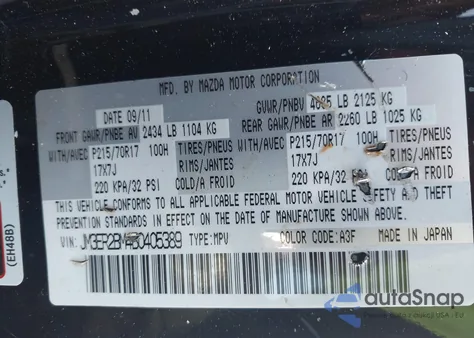 MFD. BY MAZDA MOTOR CORPORATION
DATE 09/11 GVWR/PNBV 4685 LB 2125 KG
FRONT GAWR/PNBE AV 2434 LB 1104 KG REAR GAWR/PNBE AR 2260 LB 1025 KG
WITH/AVEC P215/70R17 100H TIRES/PNEUS WITH/AVEC P215/70R17 100H TIRES/PNEUS
17X7J RIMS/JANTES 17X7J RIMS/JANTES
220 KPA/32 PSI COLD/A FROID 220 KPA/32 PSI COLD/A FROID
THIS VEHICLE CONFORMS TO ALL APPLICABLE FEDERAL MOTOR VEHICLE SAFETY AND THEFT
PREVENTION STANDARDS IN EFFECT ON THE DATE OF MANUFACTURE SHOWN ABOVE.
VIN: TYPE: MPV COLOR CODE: A3F MADE IN JAPAN
(EH48B)
autoSnap